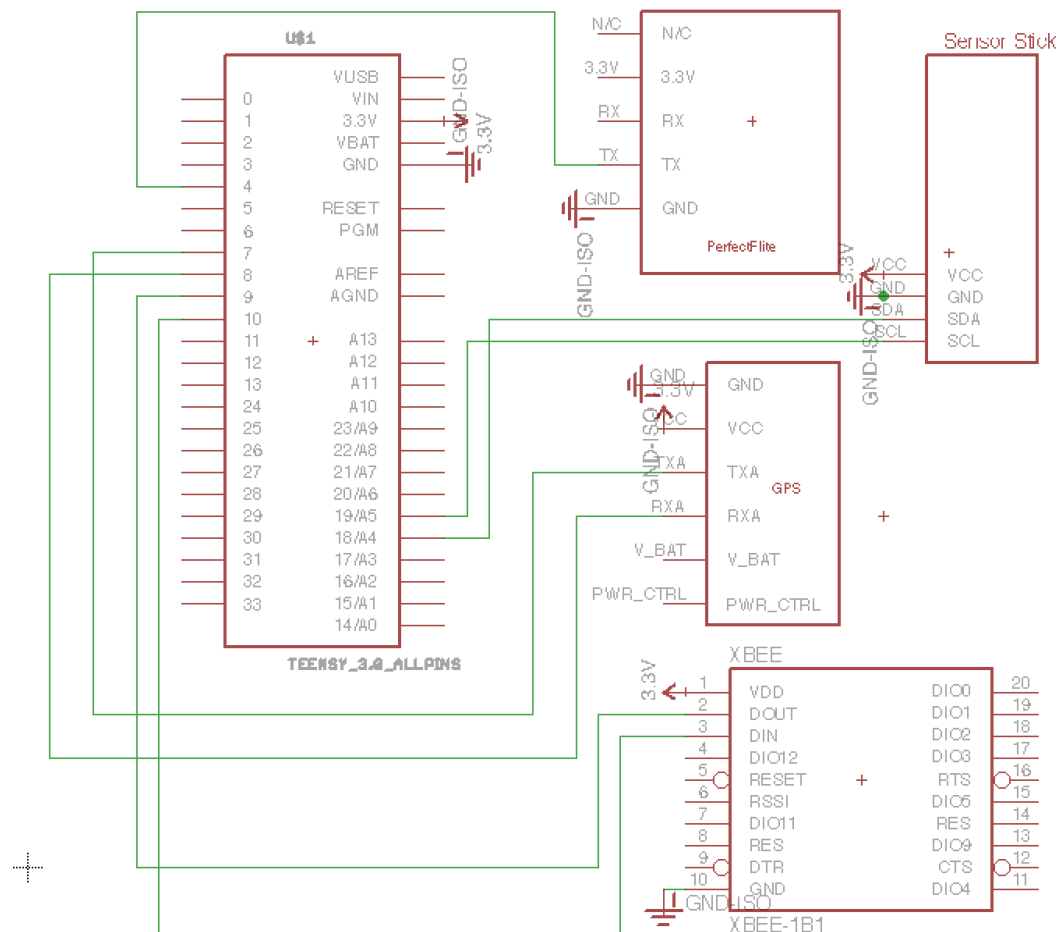 U$1
VUSB
0
VIN
1
3.3V
2
VBAT
3
GND
4
5
RESET
6
PGM
7
8
AREF
9
AGND
10
11
A13
12
A12
13
A11
24
A10
25
23/A9
26
22/A8
27
21/A7
28
20/A6
29
19/A5
30
18/A4
31
17/A3
32
16/A2
33
15/A1
14/A0
TEENSY_3.0_ALLPINS
GND-ISO
3.3V
N/C
N/C
3.3V
3.3V
RX
RX
TX
TX
GND
GND
GND-ISO
PerfectFlite
Sensor Stick
3.3V
VCC
VCC
GND
GND
SDA
SDA
SCL
SCL
GND-ISO
GND
GND
3.3V
VCC
VCC
GND-ISO
TXA
TXA
GPS
RXA
RXA
V_BAT
V_BAT
PWR_CTRL
PWR_CTRL
XBEE
3.3V
1
VDD
DIO0
20
2
DOUT
DIO1
19
3
DIN
DIO2
18
4
DIO12
DIO3
17
5
RESET
RTS
16
6
RSSI
DIO5
15
7
DIO11
RES
14
8
RES
DIO9
13
9
DTR
CTS
12
10
GND
DIO4
11
GND-ISO
XBEE-1B1